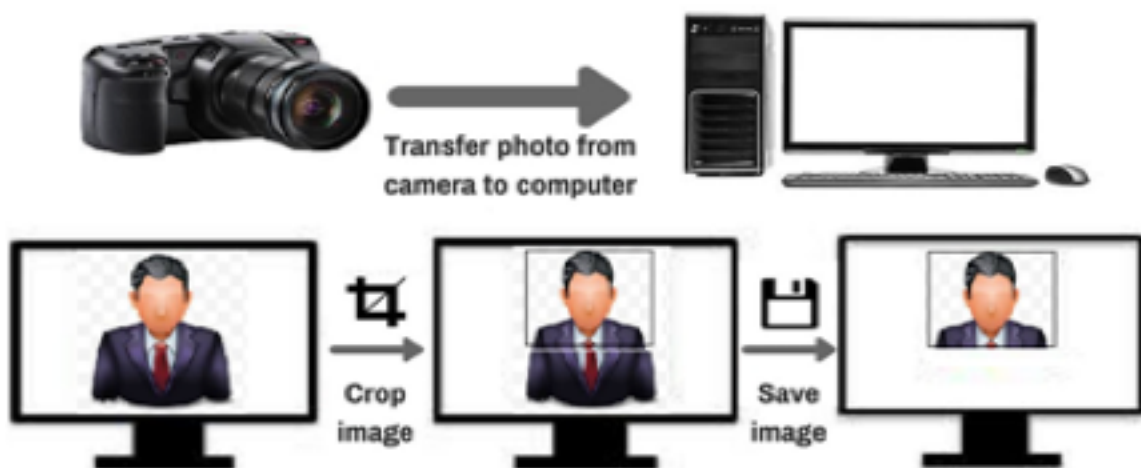 Transfer photo from
camera to computer
Crop
image
Save
image